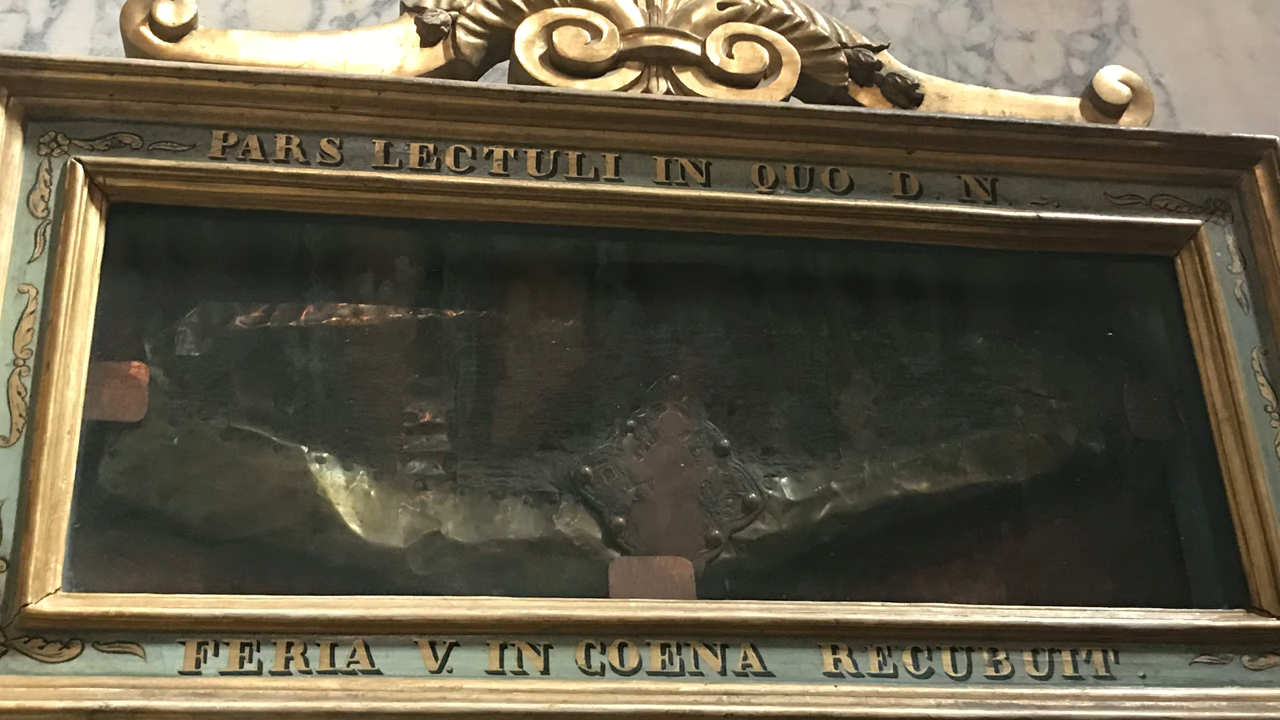 PARS LECTULI IN QUO D. N.
FERIA V. IN COENA RECUBUIT.